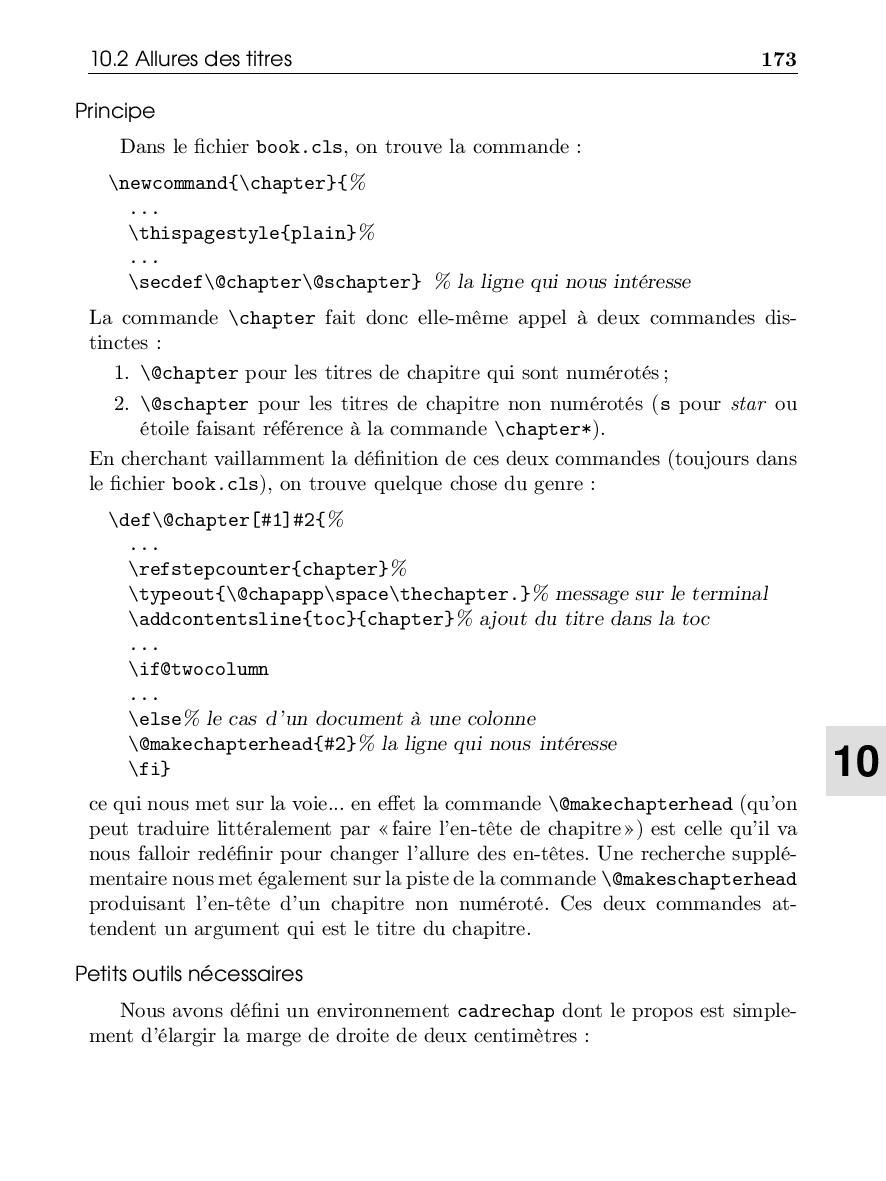 10.2 Allures des titres 173
Principe
Dans le fichier book.cls, on trouve la commande :
\newcommand{\chapter}{%
...
\thispagestyle{plain}%
...
\secdef\@chapter\@schapter} % la ligne qui nous intéresse
La commande \chapter fait donc elle-même appel à deux commandes dis-
tinctes :
1. \@chapter pour les titres de chapitre qui sont numérotés ;
2. \@schapter pour les titres de chapitre non numérotés (s pour star ou
étoile faisant référence à la commande \chapter*).
En cherchant vaillamment la définition de ces deux commandes (toujours dans
le fichier book.cls), on trouve quelque chose du genre :
\def\@chapter[#1]#2{%
...
\refstepcounter{chapter}%
\typeout{\@chapapp\space\thechapter.}% message sur le terminal
\addcontentsline{toc}{chapter}% ajout du titre dans la toc
...
\if@twocolumn
...
\else% le cas d'un document à une colonne
\@makechapterhead{#2}% la ligne qui nous intéresse
\fi}
10
ce qui nous met sur la voie... en effet la commande \@makechapterhead (qu'on
peut traduire littéralement par « faire l'en-tête de chapitre ») est celle qu'il va
nous falloir redéfinir pour changer l'allure des en-têtes. Une recherche supplé-
mentaire nous met également sur la piste de la commande \@makeschapterhead
produisant l'en-tête d'un chapitre non numéroté. Ces deux commandes at-
tendent un argument qui est le titre du chapitre.
Petits outils nécessaires
Nous avons défini un environnement cadrechap dont le propos est simple-
ment d'élargir la marge de droite de deux centimètres :